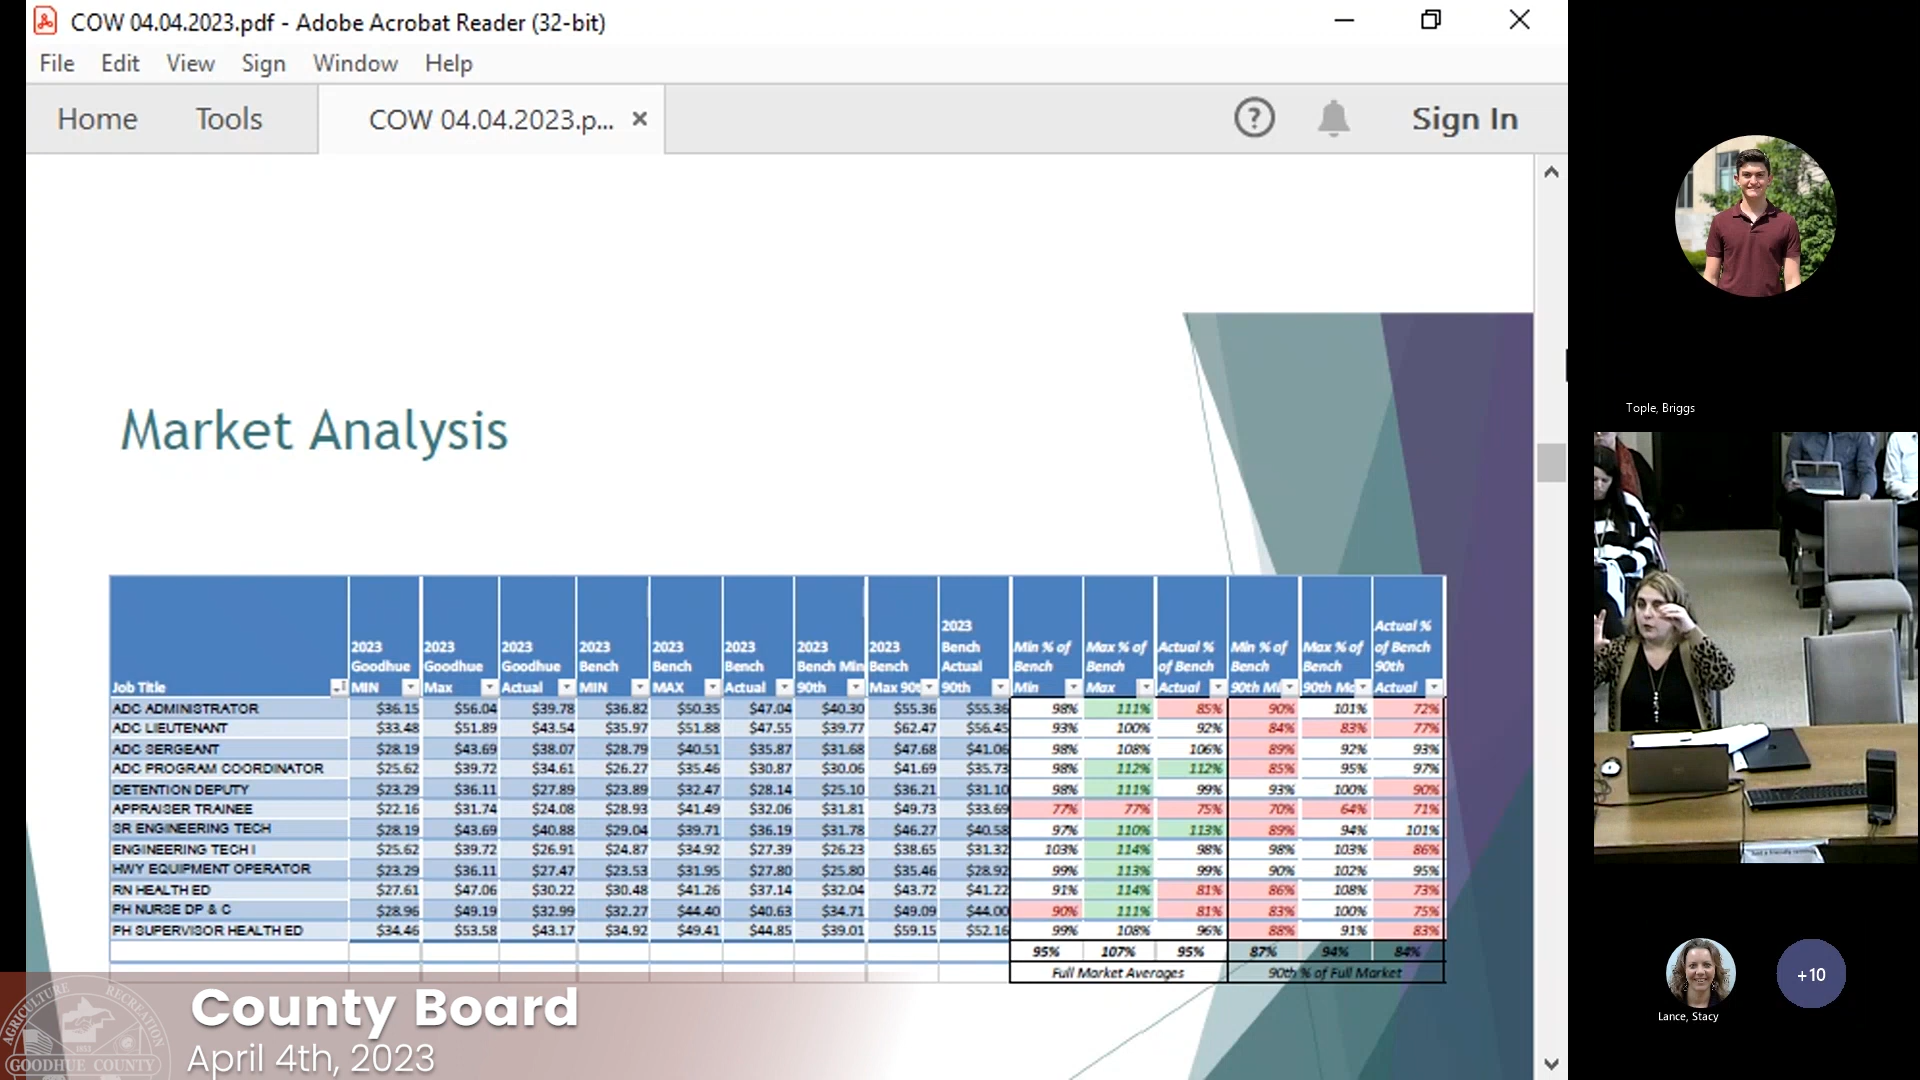 COW 04.04.2023.pdf - Adobe Acrobat Reader (32-bit)
File Edit View Sign Window Help
Home Tools COW 04.04.2023.p... × ? Sign In
Market Analysis
Job Title 2023 Goodhue MIN 2023 Goodhue Max 2023 Goodhue Actual 2023 Bench MIN 2023 Bench MAX 2023 Bench Actual 2023 Bench Min 90th 2023 Bench Max 90t 2023 Bench Actual 90th Min % of Bench Min Max % of Bench Max Actual % of Bench Actual Min % of Bench 90th Mi Max % of Bench 90th Mc Actual % of Bench 90th Actual
ADC ADMINISTRATOR $36.15 $56.04 $39.78 $36.82 $50.35 $47.04 $40.30 $55.36 $55.36 98% 111% 85% 90% 101% 72%
ADC LIEUTENANT $33.48 $51.89 $43.54 $35.97 $51.88 $47.55 $39.77 $62.47 $56.45 93% 100% 92% 84% 83% 77%
ADC SERGEANT $28.19 $43.69 $38.07 $28.79 $40.51 $35.87 $31.68 $47.68 $41.06 98% 108% 106% 89% 92% 93%
ADC PROGRAM COORDINATOR $25.62 $39.72 $34.61 $26.27 $35.46 $30.87 $30.06 $41.69 $35.73 98% 112% 112% 85% 95% 97%
DETENTION DEPUTY $23.29 $36.11 $27.89 $23.89 $32.47 $28.14 $25.10 $36.21 $31.10 98% 111% 99% 93% 100% 90%
APPRAISER TRAINEE $22.16 $31.74 $24.08 $28.93 $41.49 $32.06 $31.81 $49.73 $33.69 77% 77% 75% 70% 64% 71%
SR ENGINEERING TECH $28.19 $43.69 $40.88 $29.04 $39.71 $36.19 $31.78 $46.27 $40.58 97% 110% 113% 89% 94% 101%
ENGINEERING TECH I $25.62 $39.72 $26.91 $24.87 $34.92 $27.39 $26.23 $38.65 $31.32 103% 114% 98% 98% 103% 86%
HWY EQUIPMENT OPERATOR $23.29 $36.11 $27.47 $23.53 $31.95 $27.80 $25.80 $35.46 $28.92 99% 113% 99% 90% 102% 95%
RN HEALTH ED $27.61 $47.06 $30.22 $30.48 $41.26 $37.14 $32.04 $43.72 $41.22 91% 114% 81% 86% 108% 73%
PH NURSE DP & C $28.96 $49.19 $32.99 $32.27 $44.40 $40.63 $34.71 $49.09 $44.00 90% 111% 81% 83% 100% 75%
PH SUPERVISOR HEALTH ED $34.46 $53.58 $43.17 $34.92 $49.41 $44.85 $39.01 $59.15 $52.16 99% 108% 96% 88% 91% 83%
95% 107% 95% 87% 94% 84%
Full Market Averages 90th % of Full Market
AGRICULTURE RECREATION
GOODHUE COUNTY
County Board
April 4th, 2023
Tople, Briggs
Lance, Stacy
+10